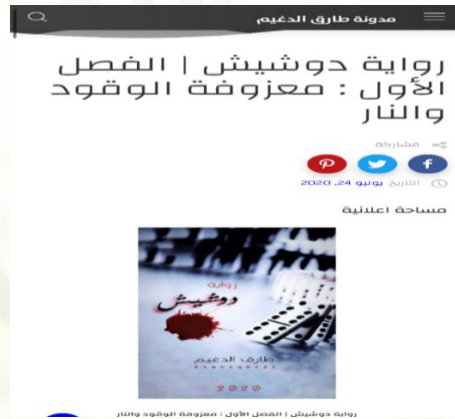 مدونة طارق الدغيم
رواية دوشيش | الفصل
الأول : معزوفة الوقود
والنار
مشاركة
التاريخ يونيو 24, 2020
مساحة اعلانية
رواية
دوشيش
طارق الدغيم
2020
رواية دوشيش | الفصل الأول : معزوفة الوقود والنار